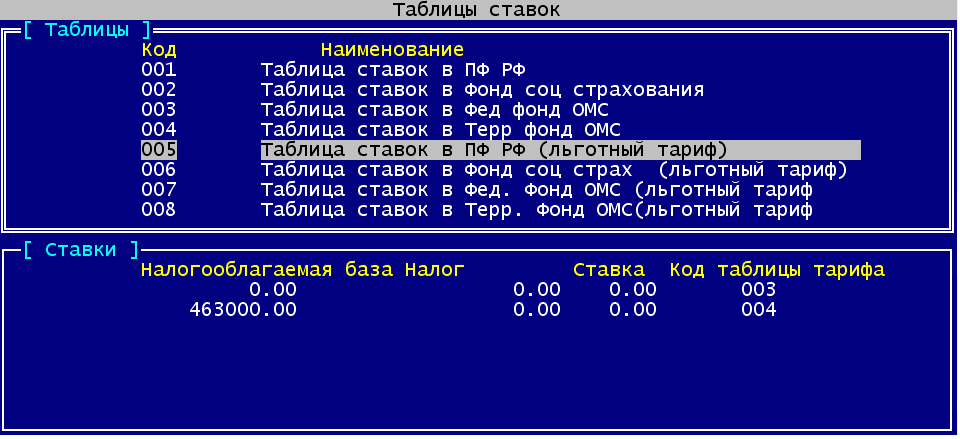 Таблицы ставок
[ Таблицы ]
Код Наименование
001 Таблица ставок в ПФ РФ
002 Таблица ставок в Фонд соц страхования
003 Таблица ставок в Фед фонд ОМС
004 Таблица ставок в Терр фонд ОМС
005 Таблица ставок в ПФ РФ (льготный тариф)
006 Таблица ставок в Фонд соц страх (льготный тариф)
007 Таблица ставок в Фед. Фонд ОМС (льготный тариф
008 Таблица ставок в Терр. Фонд ОМС(льготный тариф
[ Ставки ]
Налогооблагаемая база Налог Ставка Код таблицы тарифа
0.00 0.00 0.00 003
463000.00 0.00 0.00 004